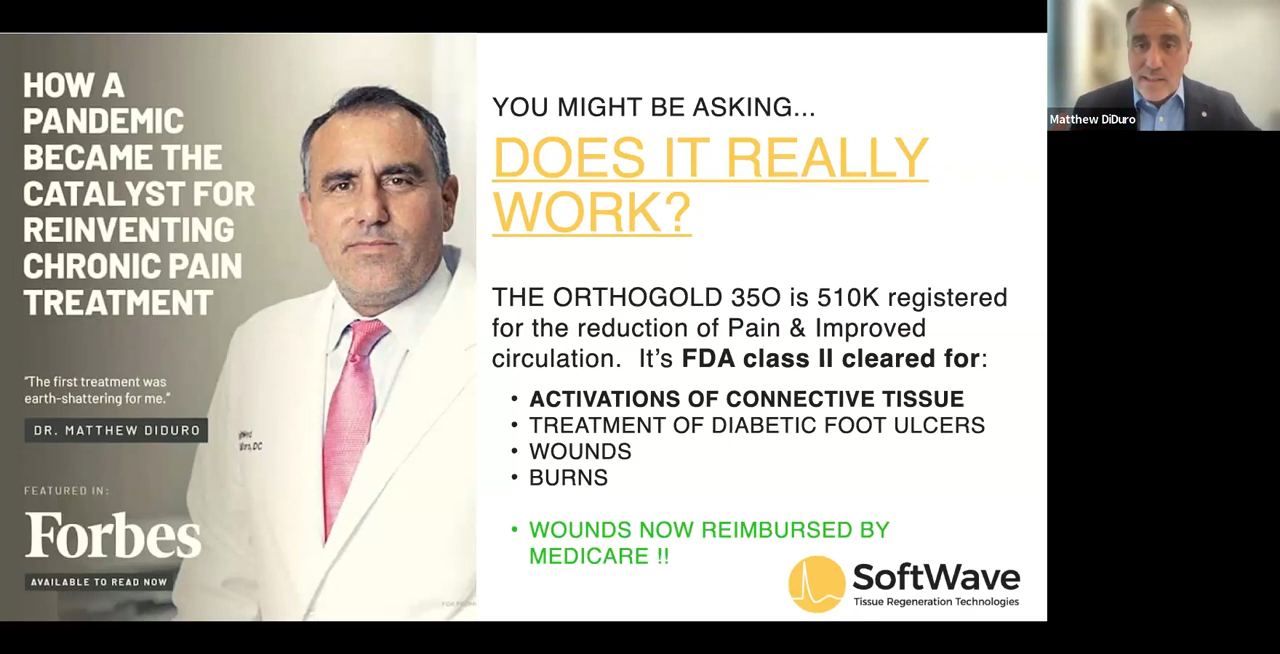 HOW A
PANDEMIC
BECAME THE
CATALYST FOR
REINVENTING
CHRONIC PAIN
TREATMENT
"The first treatment was
earth-shattering for me."
DR. MATTHEW DIDURO
FEATURED IN:
Forbes
AVAILABLE TO READ NOW
YOU MIGHT BE ASKING...
DOES IT REALLY
WORK?
THE ORTHOGOLD 35O is 510K registered
for the reduction of Pain & Improved
circulation. It's FDA class II cleared for:
• ACTIVATIONS OF CONNECTIVE TISSUE
• TREATMENT OF DIABETIC FOOT ULCERS
• WOUNDS
• BURNS
• WOUNDS NOW REIMBURSED BY
MEDICARE !!
SoftWave
Tissue Regeneration Technologies
Matthew DiDuro